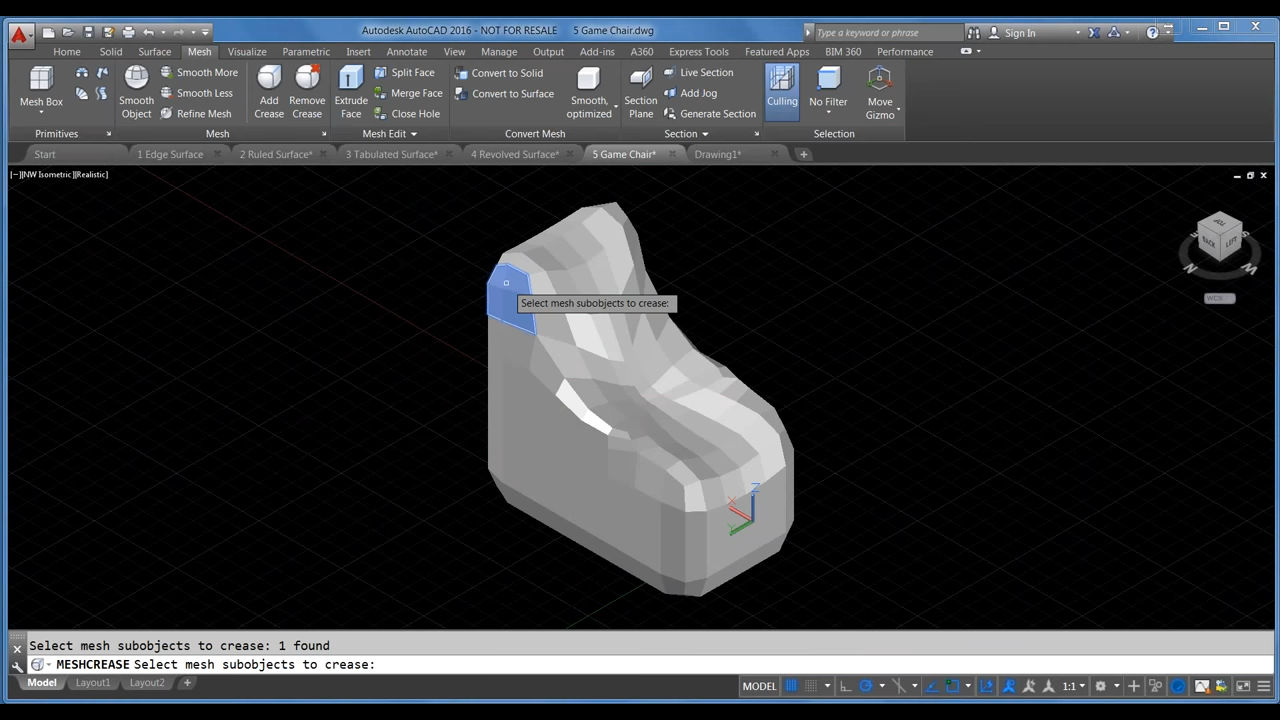 Autodesk AutoCAD 2016 - NOT FOR RESALE 5 Game Chair.dwg
Type a keyword or phrase
Sign In
Home Solid Surface Mesh Visualize Parametric Insert Annotate View Manage Output Add-ins A360 Express Tools Featured Apps BIM 360 Performance
Mesh Box
Smooth Object
Smooth More
Smooth Less
Refine Mesh
Add Crease
Remove Crease
Extrude Face
Split Face
Merge Face
Close Hole
Convert to Solid
Convert to Surface
Smooth, optimized
Section Plane
Live Section
Add Jog
Generate Section
Culling
No Filter
Move Gizmo
Primitives Mesh Mesh Edit Convert Mesh Section Selection
Start 1 Edge Surface 2 Ruled Surface* 3 Tabulated Surface* 4 Revolved Surface* 5 Game Chair* Drawing1*
[−][NW Isometric][Realistic]
TOP
BACK LEFT
N W
WCS
Select mesh subobjects to crease:
Z
X
Y
Select mesh subobjects to crease: 1 found
MESHCREASE Select mesh subobjects to crease:
Model Layout1 Layout2 +
MODEL 1:1